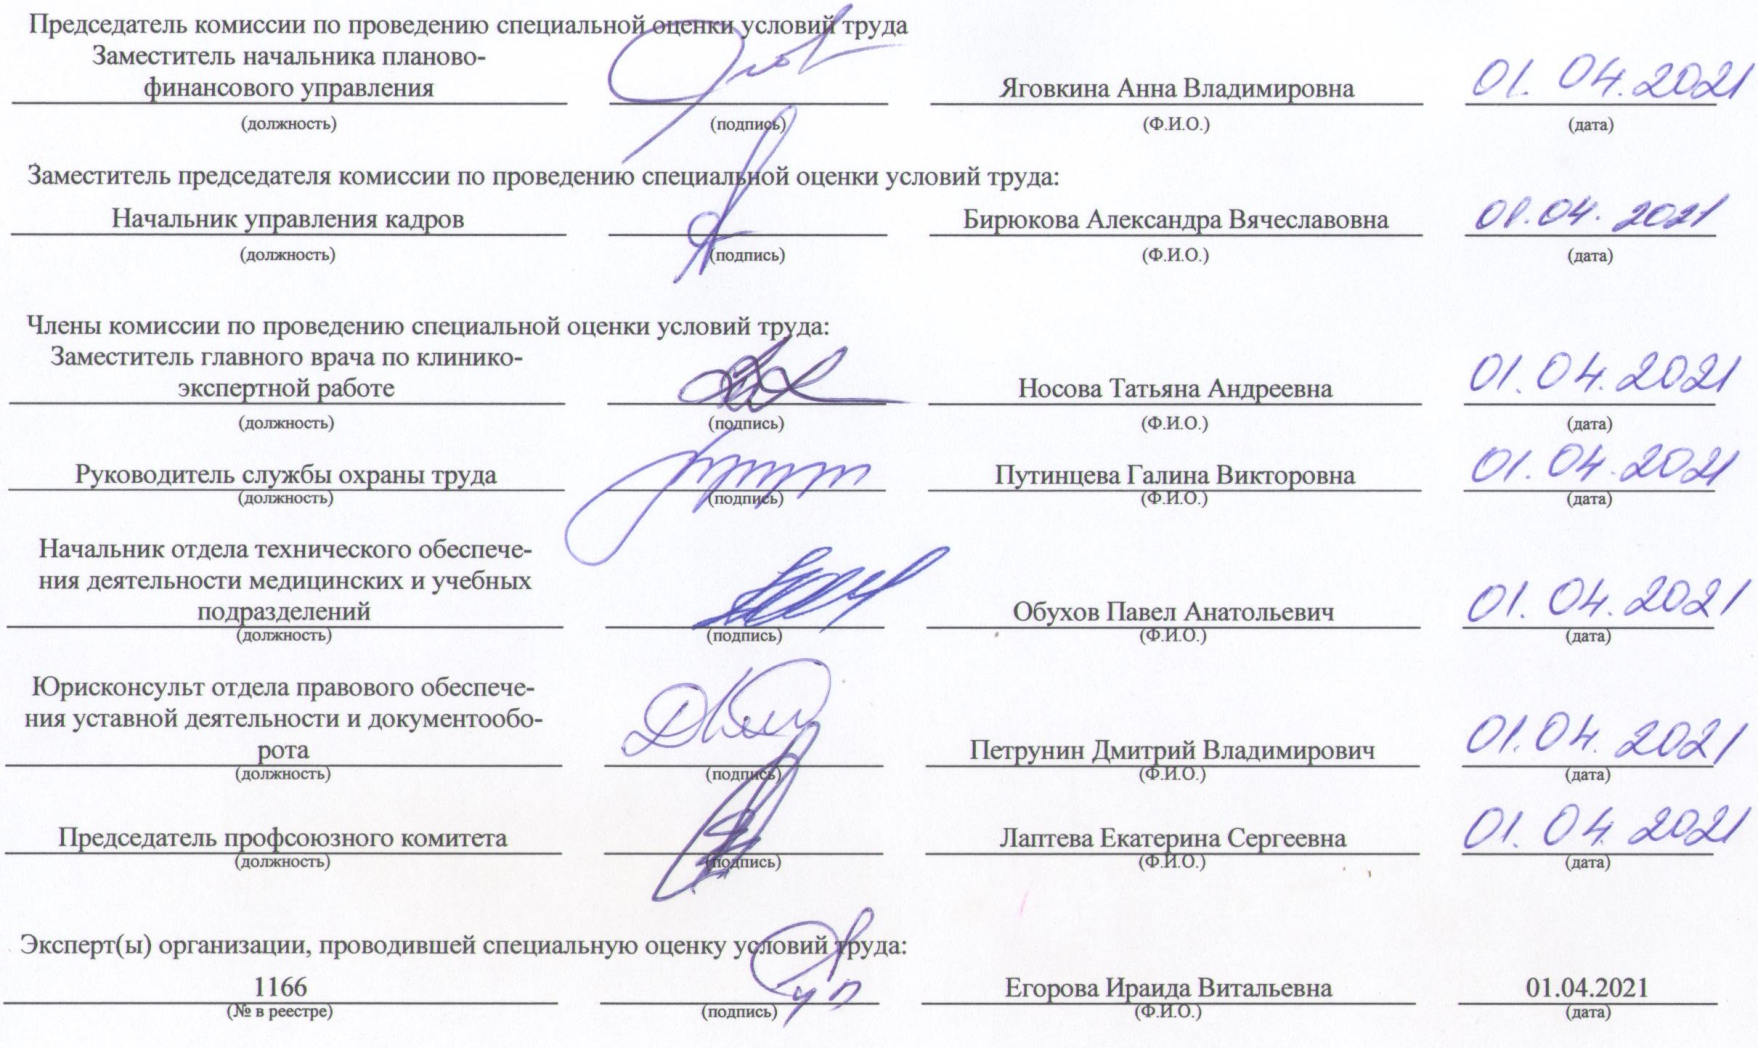 Председатель комиссии по проведению специальной оценки условий труда
Заместитель начальника планово-
финансового управления Яговкина Анна Владимировна 01.04.2021
(должность) (подпись) (Ф.И.О.) (дата)
Заместитель председателя комиссии по проведению специальной оценки условий труда:
Начальник управления кадров Бирюкова Александра Вячеславовна 01.04.2021
(должность) (подпись) (Ф.И.О.) (дата)
Члены комиссии по проведению специальной оценки условий труда:
Заместитель главного врача по клинико-
экспертной работе Носова Татьяна Андреевна 01.04.2021
(должность) (подпись) (Ф.И.О.) (дата)
Руководитель службы охраны труда Путинцева Галина Викторовна 01.04.2021
(должность) (подпись) (Ф.И.О.) (дата)
Начальник отдела технического обеспече-
ния деятельности медицинских и учебных
подразделений Обухов Павел Анатольевич 01.04.2021
(должность) (подпись) (Ф.И.О.) (дата)
Юрисконсульт отдела правового обеспече-
ния уставной деятельности и документообо-
рота Петрунин Дмитрий Владимирович 01.04.2021
(должность) (подпись) (Ф.И.О.) (дата)
Председатель профсоюзного комитета Лаптева Екатерина Сергеевна 01.04.2021
(должность) (подпись) (Ф.И.О.) (дата)
Эксперт(ы) организации, проводившей специальную оценку условий труда:
1166 Егорова Ираида Витальевна 01.04.2021
(№ в реестре) (подпись) (Ф.И.О.) (дата)